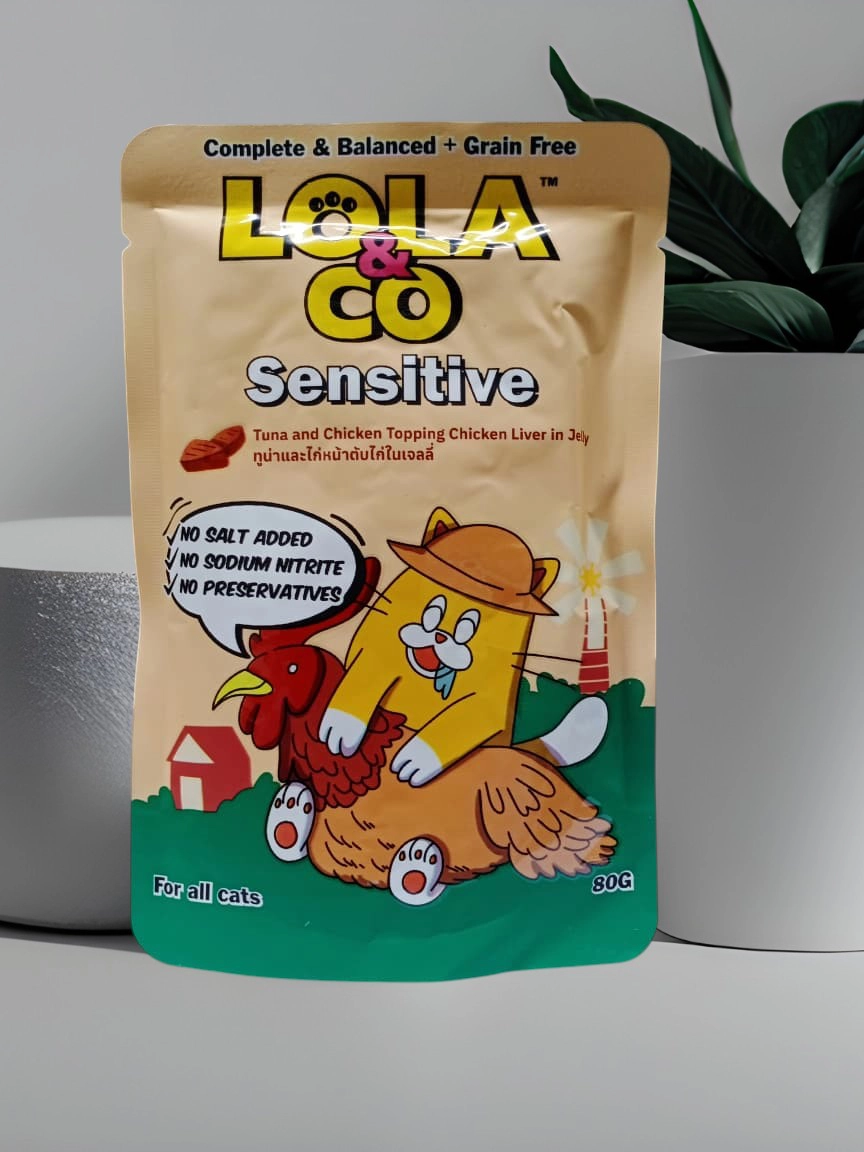 Complete & Balanced + Grain Free
LOLA™
&
CO
Sensitive
Tuna and Chicken Topping Chicken Liver in Jelly
ทูน่าและไก่หน้าตับไก่ในเจลลี่
NO SALT ADDED
NO SODIUM NITRITE
NO PRESERVATIVES
For all cats
80G